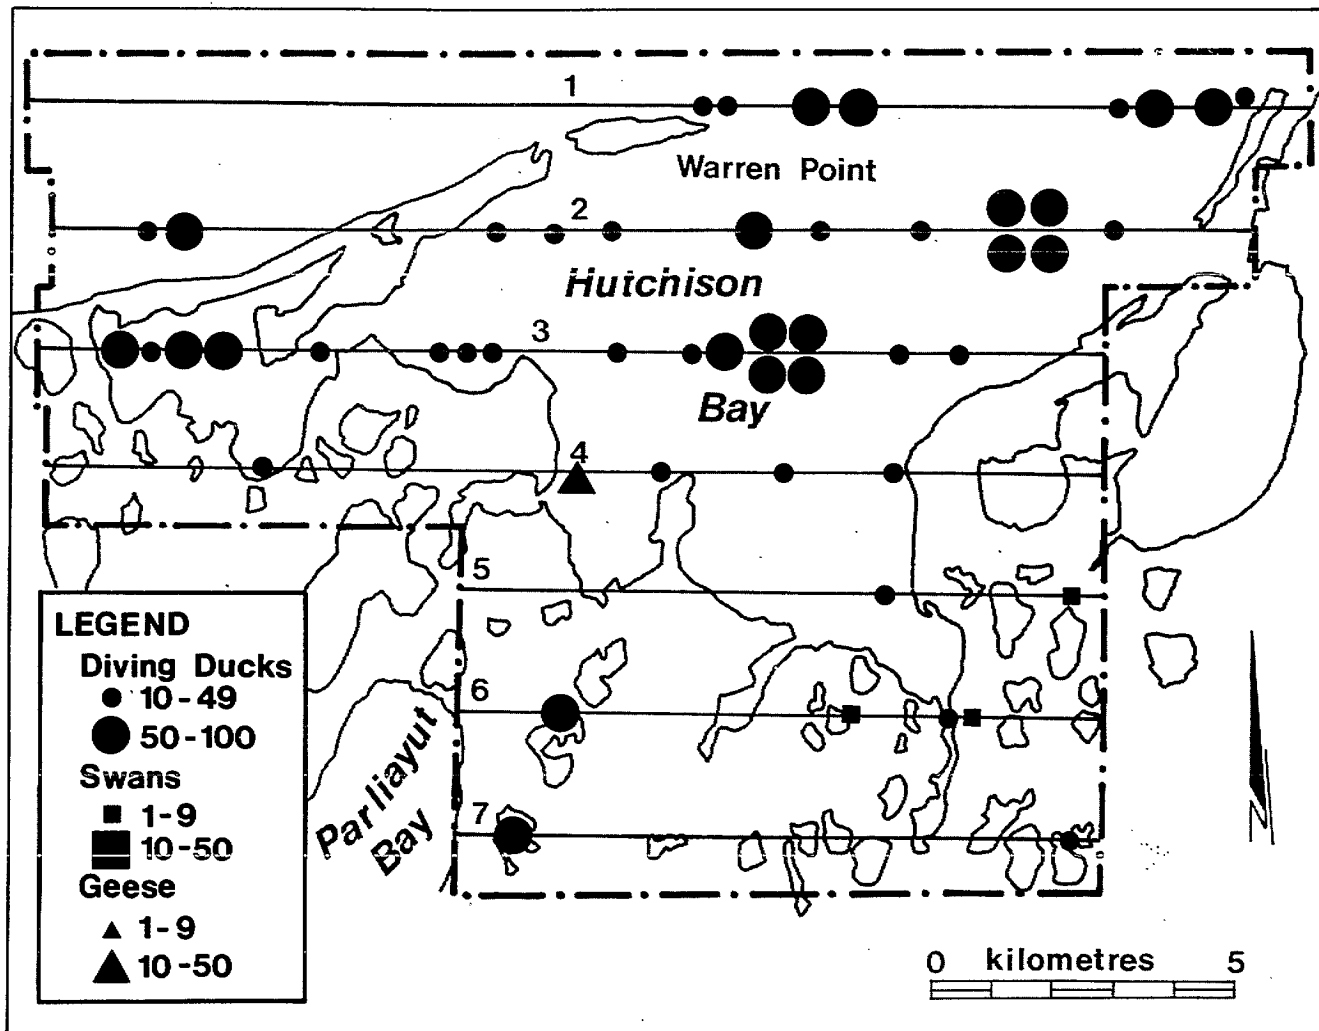 1
Warren Point
2
Hutchison
3
Bay
4
5
6
7
Parliayut
Bay
LEGEND
Diving Ducks
10-49
50-100
Swans
1-9
10-50
Geese
1-9
10-50
0 kilometres 5
N